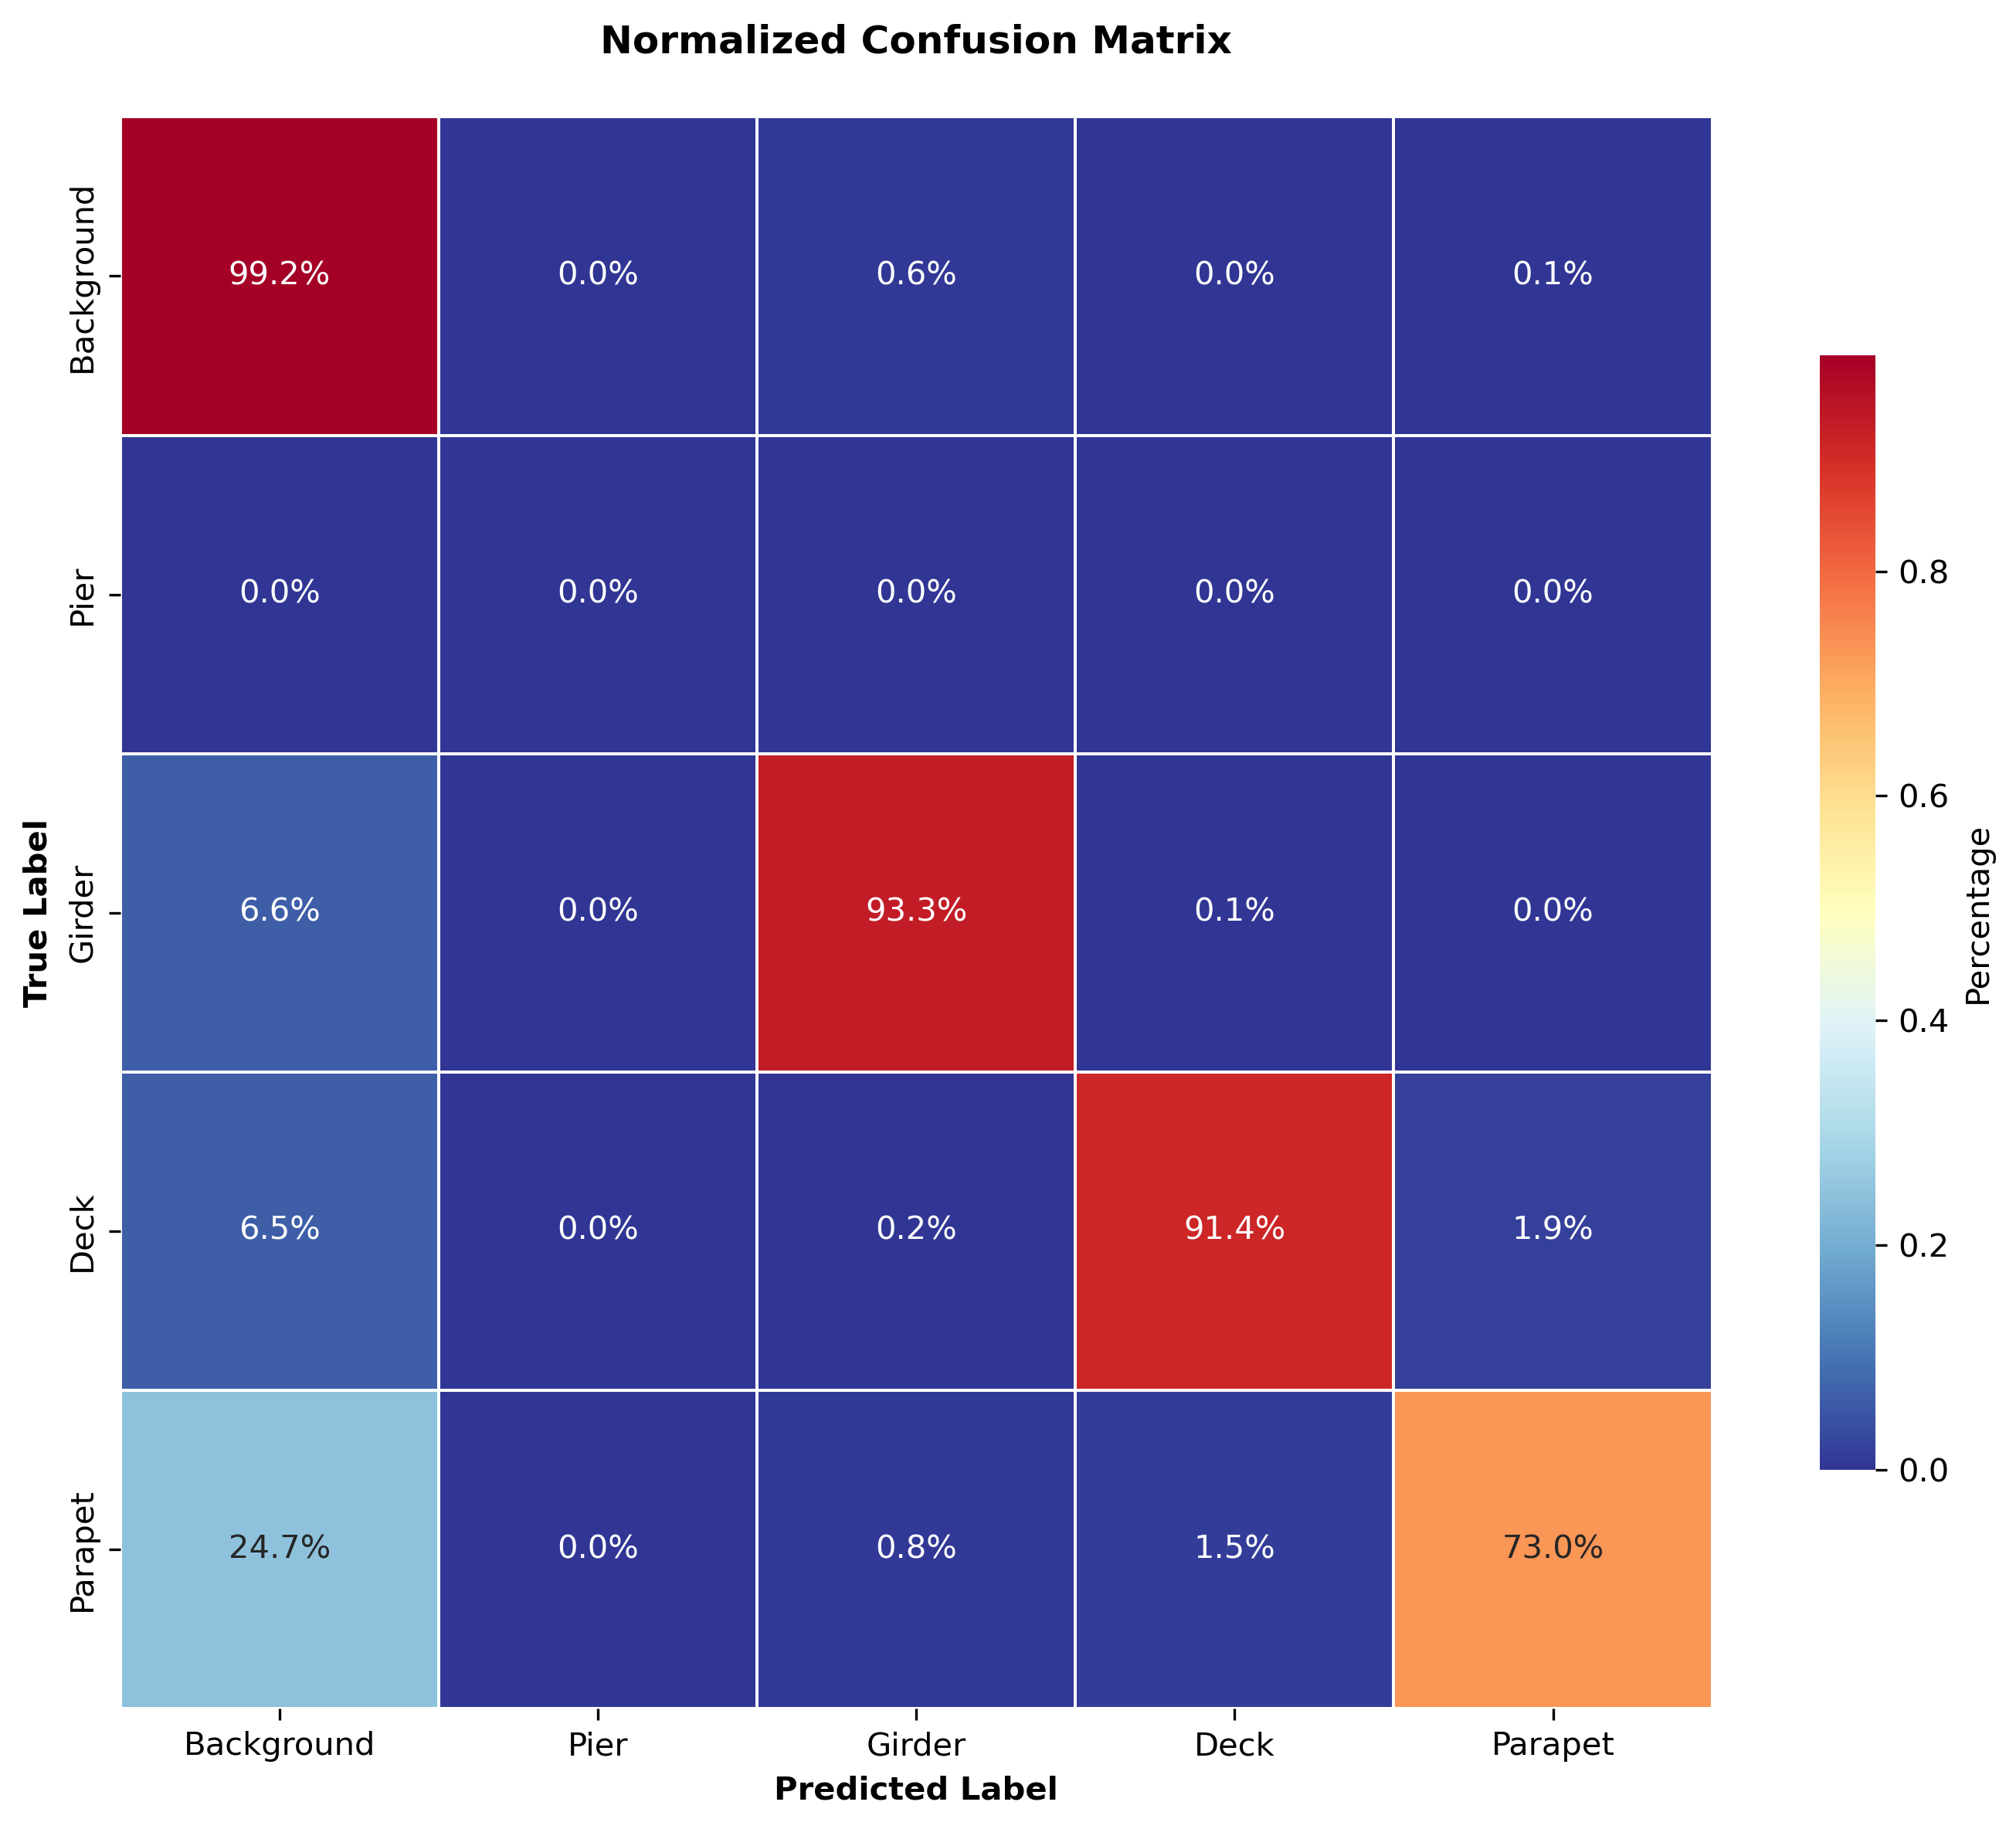 Normalized Confusion Matrix
True Label
Background
99.2% 0.0% 0.6% 0.0% 0.1%
Pier
0.0% 0.0% 0.0% 0.0% 0.0%
Girder
6.6% 0.0% 93.3% 0.1% 0.0%
Deck
6.5% 0.0% 0.2% 91.4% 1.9%
Parapet
24.7% 0.0% 0.8% 1.5% 73.0%
Background Pier Girder Deck Parapet
Predicted Label
0.8
0.6
0.4
0.2
0.0
Percentage